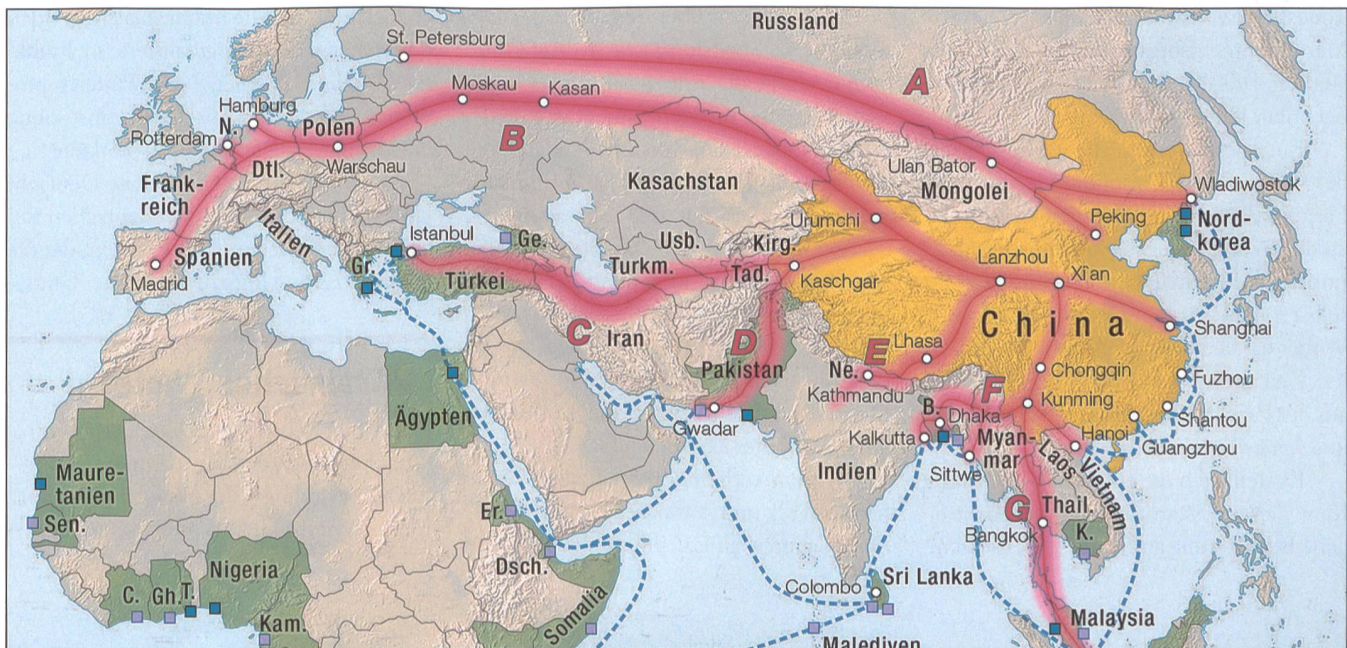 Russland
St. Petersburg
A
Moskau
Kasan
Hamburg
N.
Polen
Rotterdam
B
Warschau
Dtl.
Ulan Bator
Mongolei
Wladiwostok
Frank-
reich
Kasachstan
Urumchi
Peking
Nord-
korea
Italien
Istanbul
Ge.
Usb.
Kirg.
Spanien
Gr.
Türkei
Turkm.
Tad.
Kaschgar
Lanzhou
Xi'an
Madrid
C
Iran
D
China
Shanghai
Lhasa
E
Pakistan
Ne.
Kathmandu
Chongqin
Fuzhou
F
Gwadar
B.
Dhaka
Kunming
Shantou
Ägypten
Kalkutta
Myan-
mar
Hanoi
Guangzhou
Indien
Sittwe
Laos
Vietnam
Maure-
tanien
Sen.
Er.
G
Thail.
Bangkok
K.
Dsch.
Nigeria
C.
Gh.
T.
Kam.
Somalia
Colombo
Sri Lanka
Malaysia
Malediven